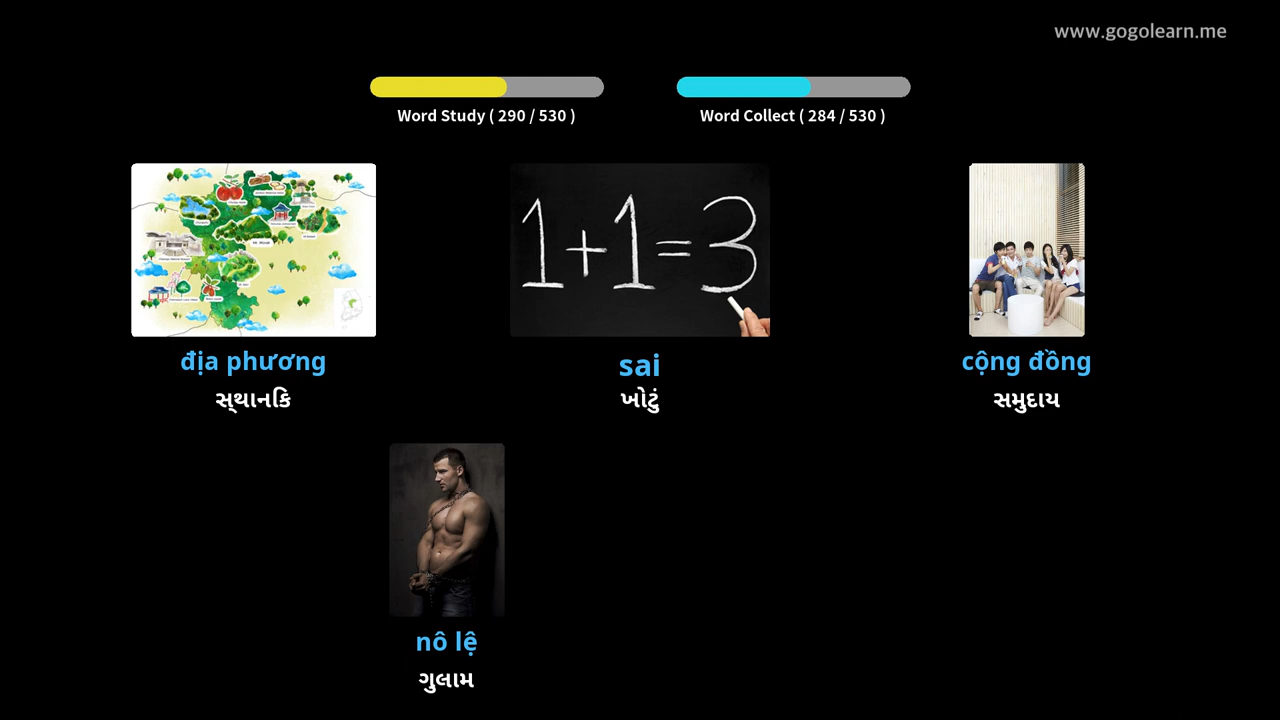 www.gogolearn.me
Word Study ( 290 / 530 )
Word Collect ( 284 / 530 )
1+1=3
địa phương
સ્થાનિક
sai
ખોટું
cộng đồng
સમુદાય
nô lệ
ગુલામ